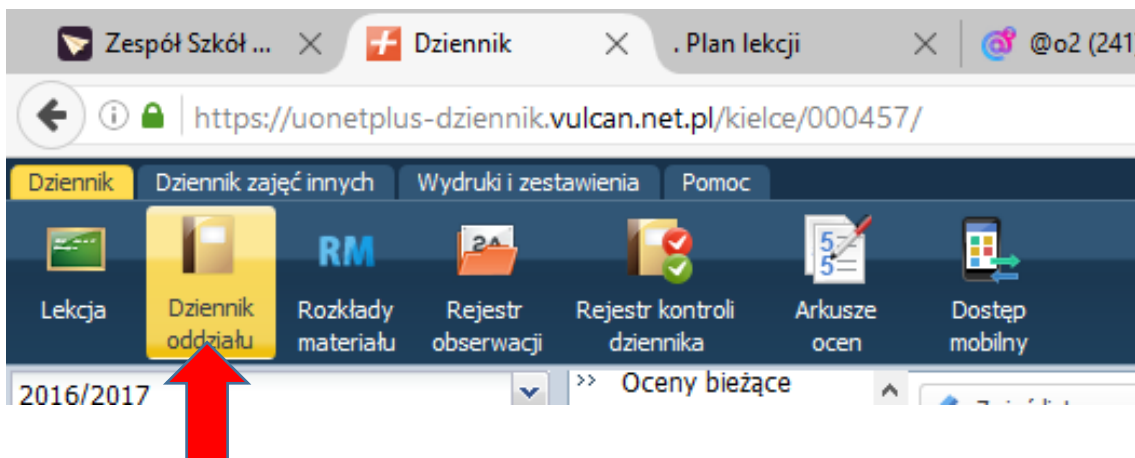 Zespół Szkół ...
Dziennik
. Plan lekcji
@o2 (241)
https://uonetplus-dziennik.vulcan.net.pl/kielce/000457/
Dziennik
Dziennik zajęć innych
Wydruki i zestawienia
Pomoc
RM
5
5
Lekcja
Dziennik
oddziału
Rozkłady
materiału
Rejestr
obserwacji
Rejestr kontroli
dziennika
Arkusze
ocen
Dostęp
mobilny
2016/2017
>> Oceny bieżące